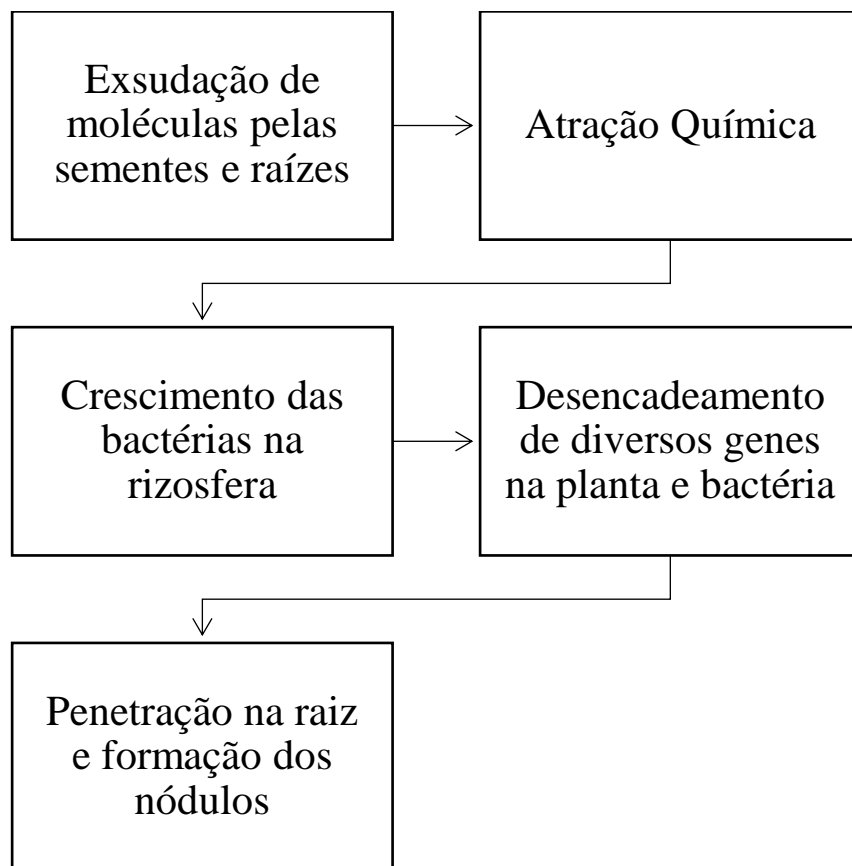 Exsudação de
moléculas pelas
sementes e raízes
Atração Química
Crescimento das
bactérias na
rizosfera
Desencadeamento
de diversos genes
na planta e bactéria
Penetração na raiz
e formação dos
nódulos